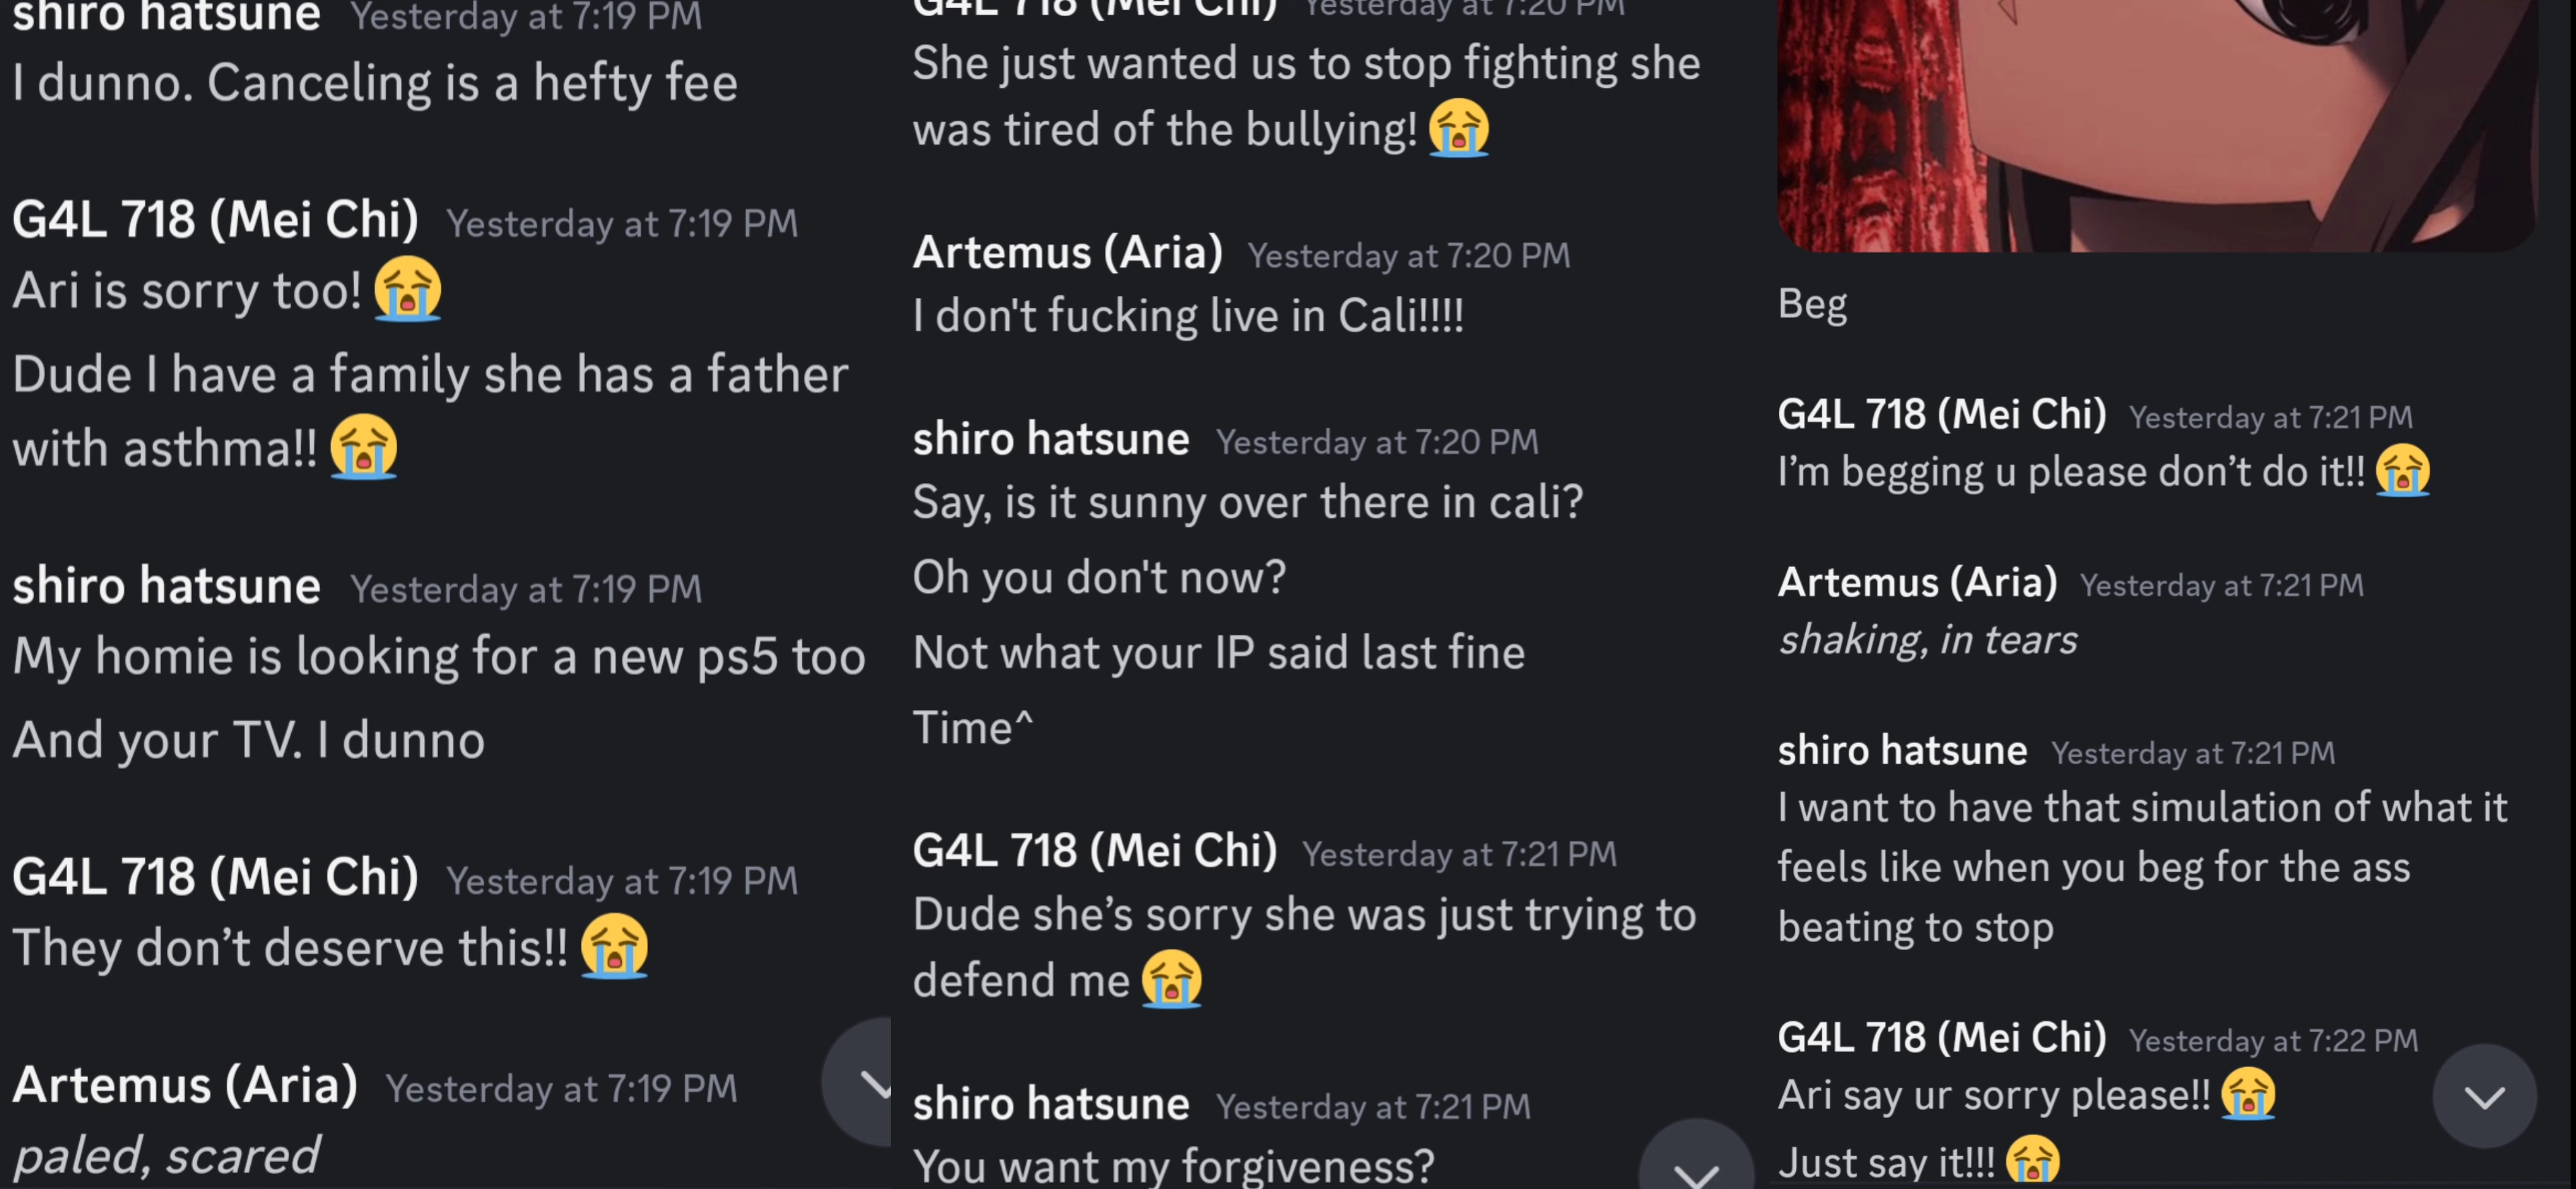 shiro hatsune Yesterday at 7:19 PM
I dunno. Canceling is a hefty fee
G4L 718 (Mei Chi) Yesterday at 7:19 PM
Ari is sorry too! 😭
Dude I have a family she has a father
with asthma!! 😭
shiro hatsune Yesterday at 7:19 PM
My homie is looking for a new ps5 too
And your TV. I dunno
G4L 718 (Mei Chi) Yesterday at 7:19 PM
They don't deserve this!! 😭
Artemus (Aria) Yesterday at 7:19 PM
paled, scared
G4L 718 (Mei Chi) Yesterday at 7:20 PM
She just wanted us to stop fighting she
was tired of the bullying! 😭
Artemus (Aria) Yesterday at 7:20 PM
I don't fucking live in Cali!!!!
shiro hatsune Yesterday at 7:20 PM
Say, is it sunny over there in cali?
Oh you don't now?
Not what your IP said last fine
Time^
G4L 718 (Mei Chi) Yesterday at 7:21 PM
Dude she’s sorry she was just trying to
defend me 😭
shiro hatsune Yesterday at 7:21 PM
You want my forgiveness?
Beg
G4L 718 (Mei Chi) Yesterday at 7:21 PM
I’m begging u please don’t do it!! 😭
Artemus (Aria) Yesterday at 7:21 PM
shaking, in tears
shiro hatsune Yesterday at 7:21 PM
I want to have that simulation of what it
feels like when you beg for the ass
beating to stop
G4L 718 (Mei Chi) Yesterday at 7:22 PM
Ari say ur sorry please!! 😭
Just say it!!! 😭